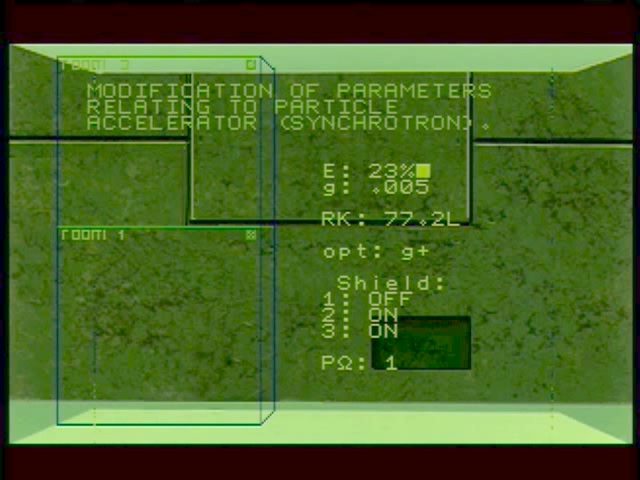 room 3
MODIFICATION OF PARAMETERS
RELATING TO PARTICLE
ACCELERATOR (SYNCHROTRON).
E: 23%
g: .005
RK: 77.2L
room 1
opt: g+
Shield:
1: OFF
2: ON
3: ON
PΩ: 1